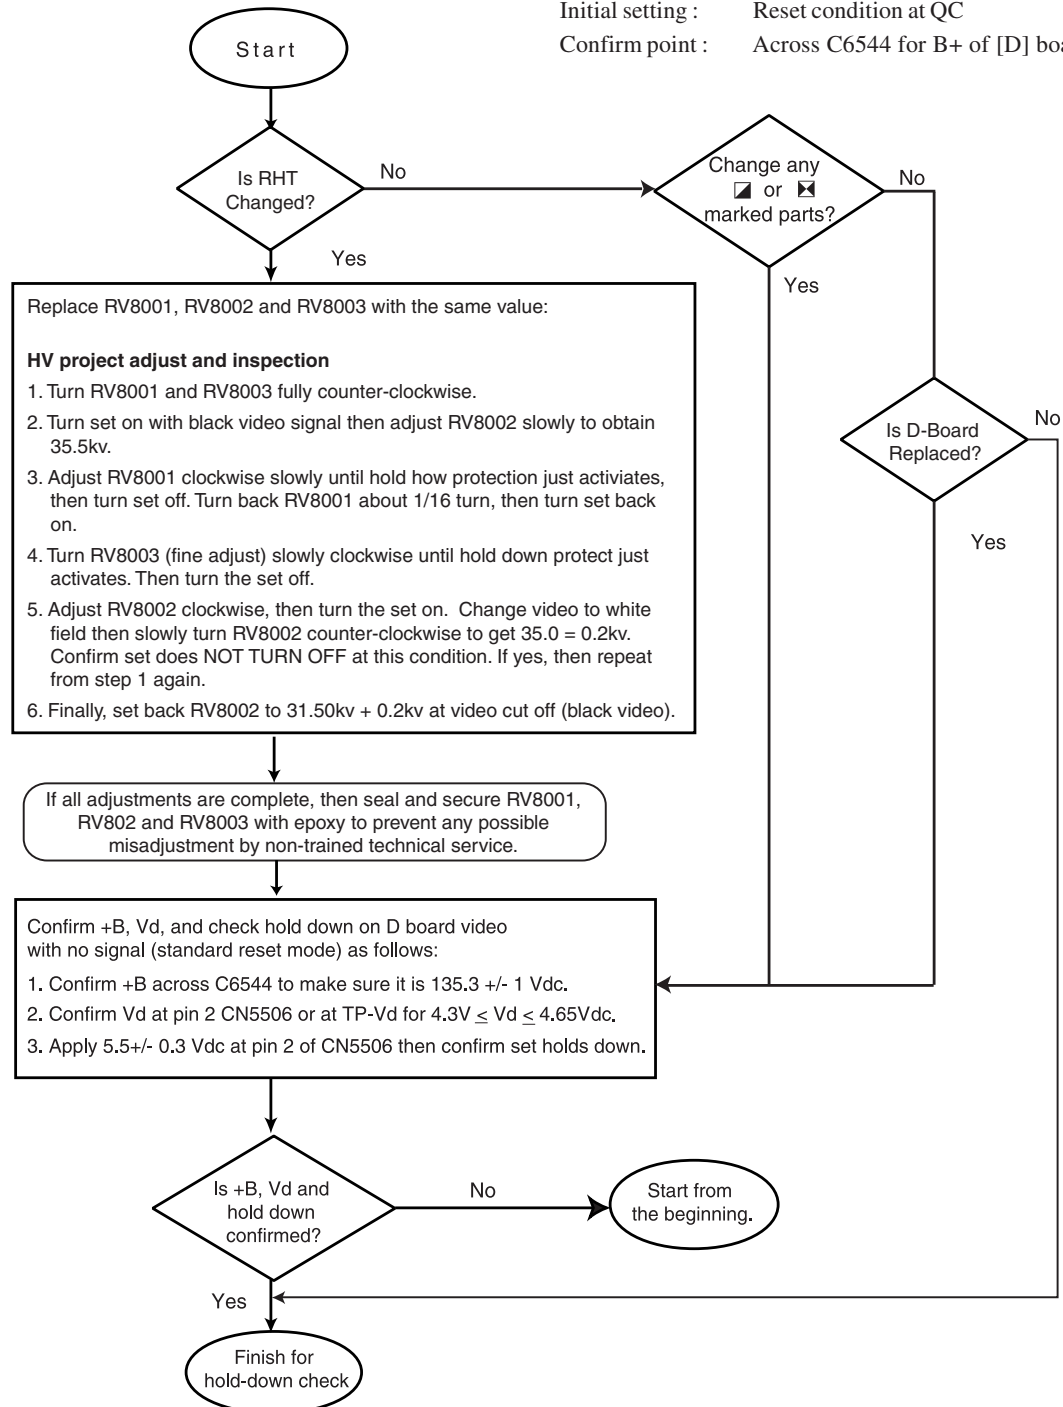 Initial setting : Reset condition at QC
Confirm point : Across C6544 for B+ of [D]
Start
Is RHT
Changed?
No
Yes
Change any
or
marked parts?
No
Yes
Is D-Board
Replaced?
No
Yes
Replace RV8001, RV8002 and RV8003 with the same value:
HV project adjust and inspection
1. Turn RV8001 and RV8003 fully counter-clockwise.
2. Turn set on with black video signal then adjust RV8002 slowly to obtain
35.5kv.
3. Adjust RV8001 clockwise slowly until hold how protection just activiates,
then turn set off. Turn back RV8001 about 1/16 turn, then turn set back
on.
4. Turn RV8003 (fine adjust) slowly clockwise until hold down protect just
activates. Then turn the set off.
5. Adjust RV8002 clockwise, then turn the set on. Change video to white
field then slowly turn RV8002 counter-clockwise to get 35.0 = 0.2kv.
Confirm set does NOT TURN OFF at this condition. If yes, then repeat
from step 1 again.
6. Finally, set back RV8002 to 31.50kv + 0.2kv at video cut off (black video).
If all adjustments are complete, then seal and secure RV8001,
RV802 and RV8003 with epoxy to prevent any possible
misadjustment by non-trained technical service.
Confirm +B, Vd, and check hold down on D board video
with no signal (standard reset mode) as follows:
1. Confirm +B across C6544 to make sure it is 135.3 +/- 1 Vdc.
2. Confirm Vd at pin 2 CN5506 or at TP-Vd for 4.3V ≤ Vd ≤ 4.65Vdc.
3. Apply 5.5+/- 0.3 Vdc at pin 2 of CN5506 then confirm set holds down.
Is +B, Vd and
hold down
confirmed?
No
Start from
the beginning.
Yes
Finish for
hold-down check